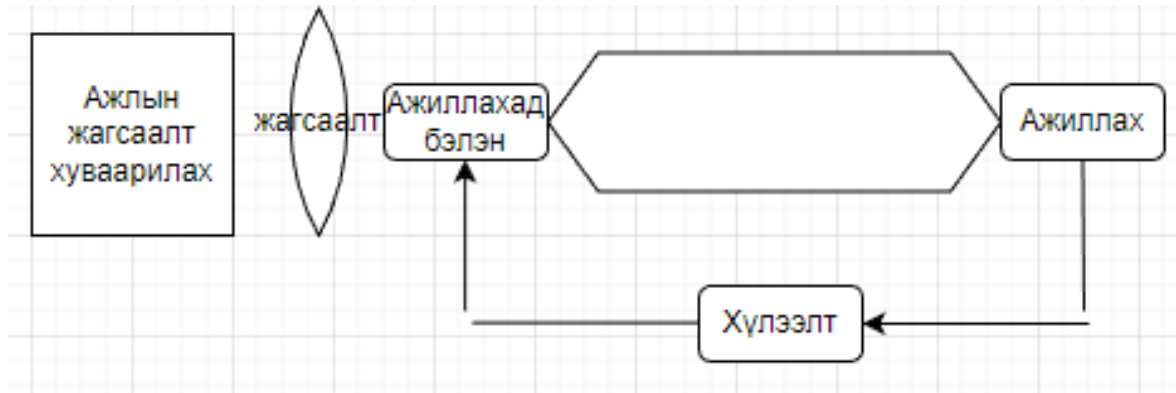 Ажлын
жагсаалт
хуваарилах
жагсаалт
Ажиллахад
бэлэн
Ажиллах
Хүлээлт